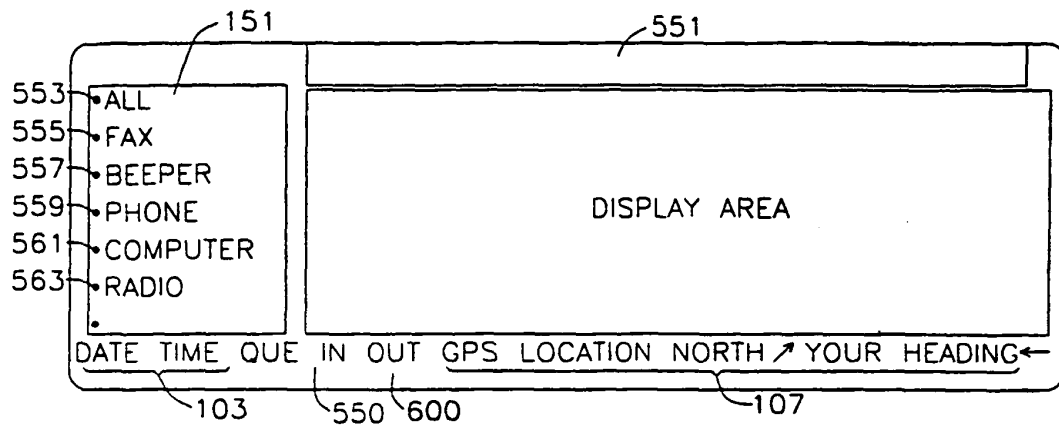 151
551
553 ALL
555 FAX
557 BEEPER
559 PHONE
561 COMPUTER
563 RADIO
DISPLAY AREA
DATE TIME QUE IN OUT GPS LOCATION NORTH ↗ YOUR HEADING ←
103 550 600 107